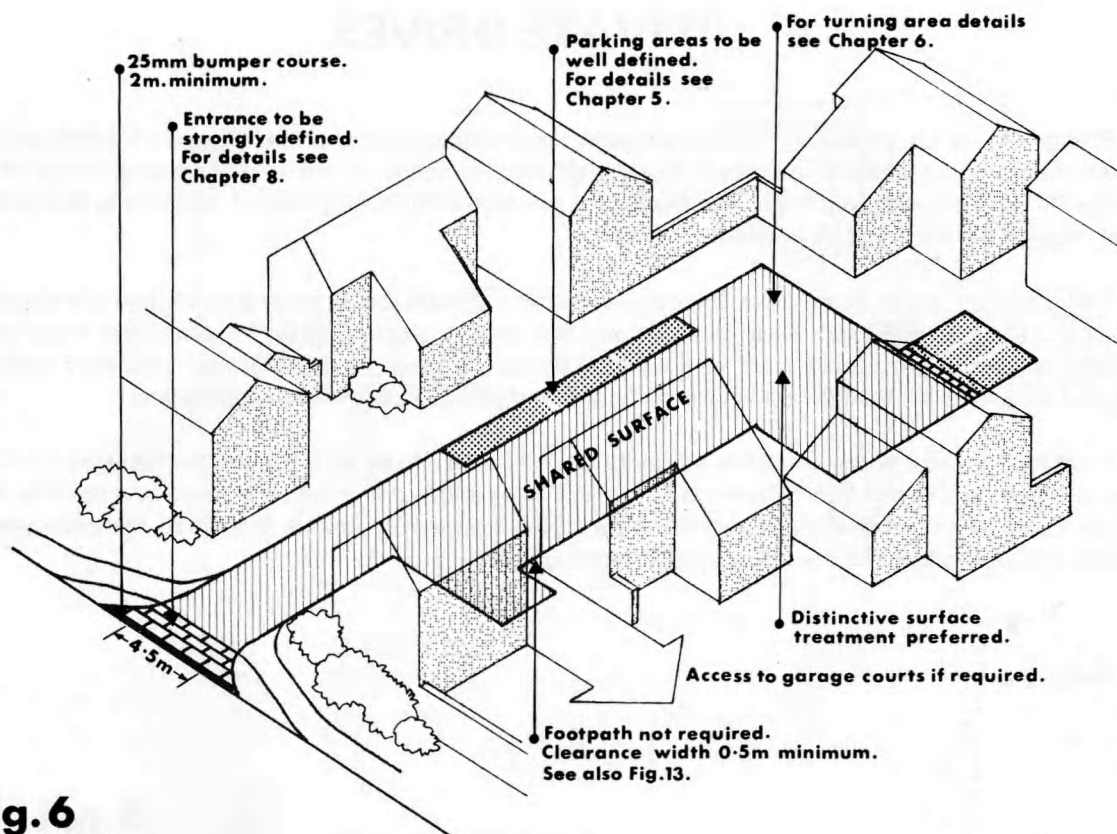 For turning area details
see Chapter 6.
Parking areas to be
well defined.
For details see
Chapter 5.
25mm bumper course.
2m.minimum.
Entrance to be
strongly defined.
For details see
Chapter 8.
SHARED SURFACE
4·5m
Distinctive surface
treatment preferred.
Access to garage courts if required.
Footpath not required.
Clearance width 0·5m minimum.
See also Fig.13.
g.6